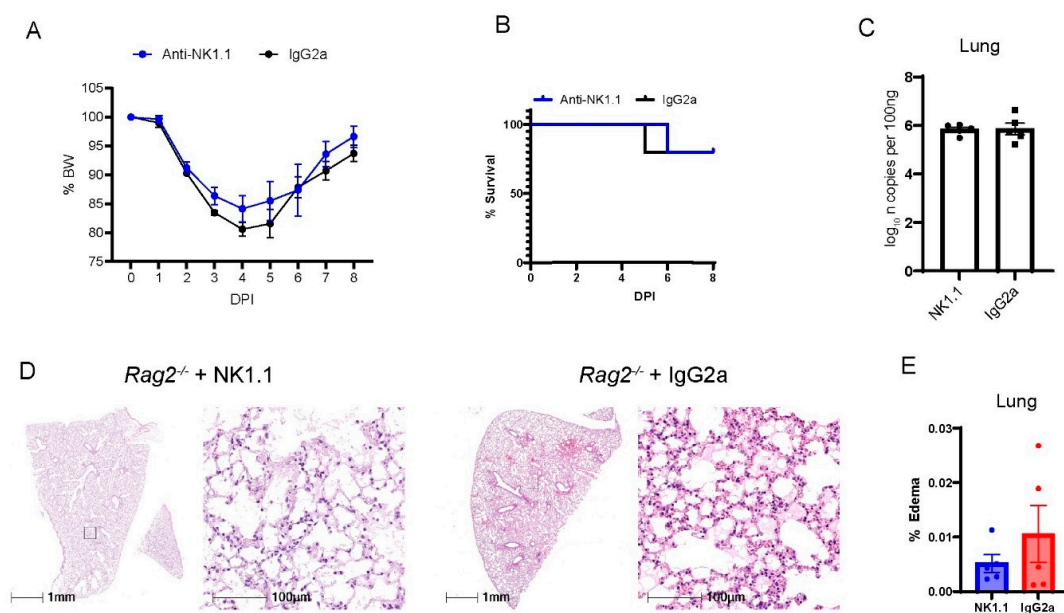 A
Anti-NK1.1 IgG2a
105
100
95
90
85
80
75
% BW
0 1 2 3 4 5 6 7 8
DPI
B
Anti-NK1.1 IgG2a
100
50
0
% Survival
0 2 4 6 8
DPI
C
Lung
10
8
6
4
2
0
log₁₀ n copies per 100ng
NK1.1 IgG2a
D
Rag2-/- + NK1.1 Rag2-/- + IgG2a
1mm 100µm 1mm 100µm
E
Lung
0.03
0.02
0.01
0.00
% Edema
NK1.1 IgG2a